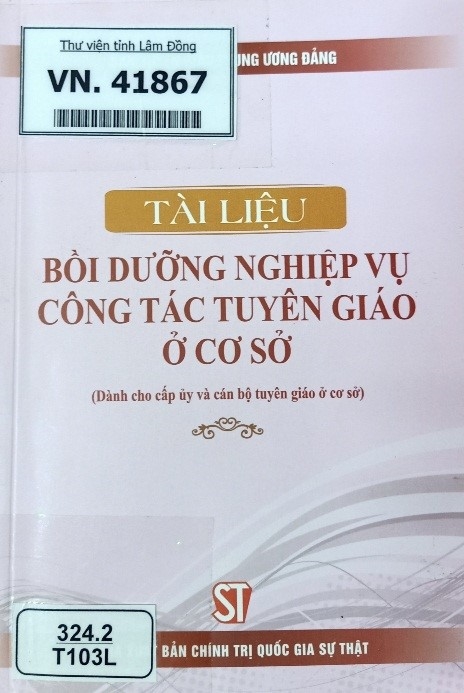 Thư viện tỉnh Lâm Đồng
VN. 41867
ƯƠNG ĐẢNG
TÀI LIỆU
BỒI DƯỠNG NGHIỆP VỤ
CÔNG TÁC TUYÊN GIÁO
Ở CƠ SỞ
(Dành cho cấp ủy và cán bộ tuyên giáo ở cơ sở)
ST
324.2
T103L
BẢN CHÍNH TRỊ QUỐC GIA SỰ THẬT